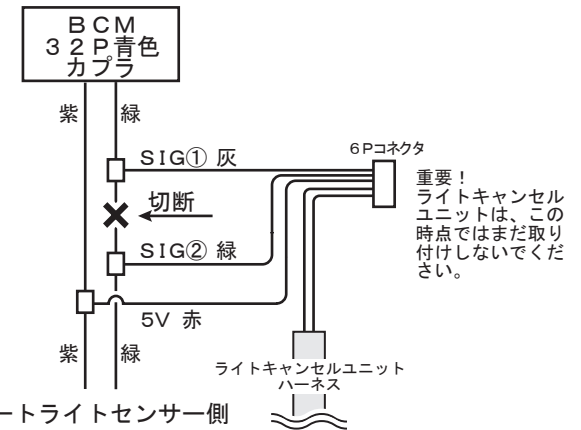 ＢＣＭ
３２Ｐ青色
カプラ
紫
緑
ＳＩＧ① 灰
切断
ＳＩＧ② 緑
５Ｖ 赤
紫
緑
ートライトセンサー側
６Ｐコネクタ
重要！
ライトキャンセル
ユニットは、この
時点ではまだ取り
付けしないでくだ
さい。
ライトキャンセルユニット
ハーネス